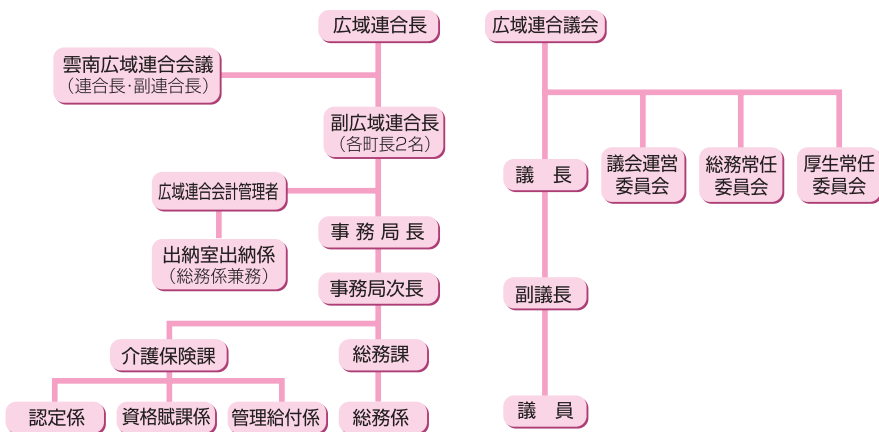 広域連合長
雲南広域連合会議
（連合長・副連合長）
副広域連合長
（各町長2名）
広域連合会計管理者
出納室出納係
（総務係兼務）
事務局長
事務局次長
介護保険課
総務課
認定係
資格賦課係
管理給付係
総務係
広域連合議会
議会運営
委員会
総務常任
委員会
厚生常任
委員会
議　長
副議長
議　員